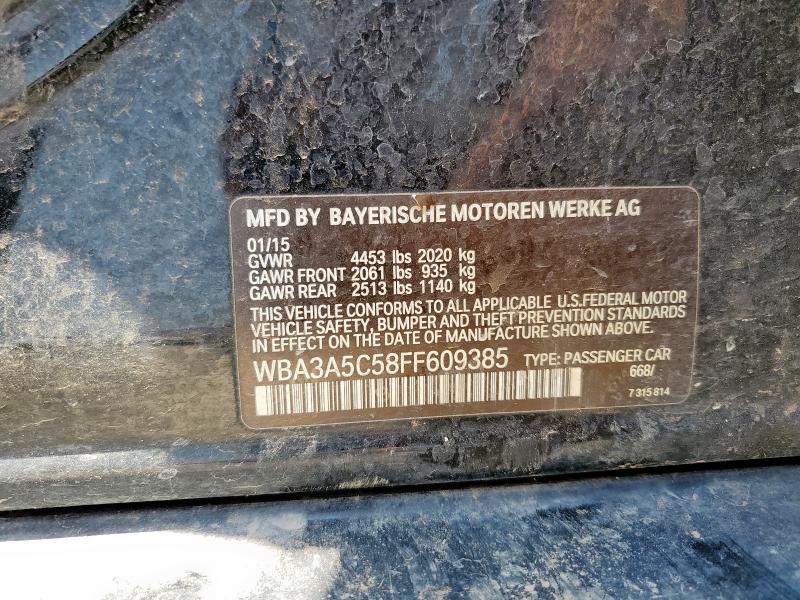 MFD BY BAYERISCHE MOTOREN WERKE AG
01/15
GVWR 4453 lbs 2020 kg
GAWR FRONT 2061 lbs 935 kg
GAWR REAR 2513 lbs 1140 kg
THIS VEHICLE CONFORMS TO ALL APPLICABLE U.S.FEDERAL MOTOR
VEHICLE SAFETY, BUMPER AND THEFT PREVENTION STANDARDS
IN EFFECT ON THE DATE OF MANUFACTURE SHOWN ABOVE.
WBA3A5C58FF609385 TYPE: PASSENGER CAR
668/
7 315 814